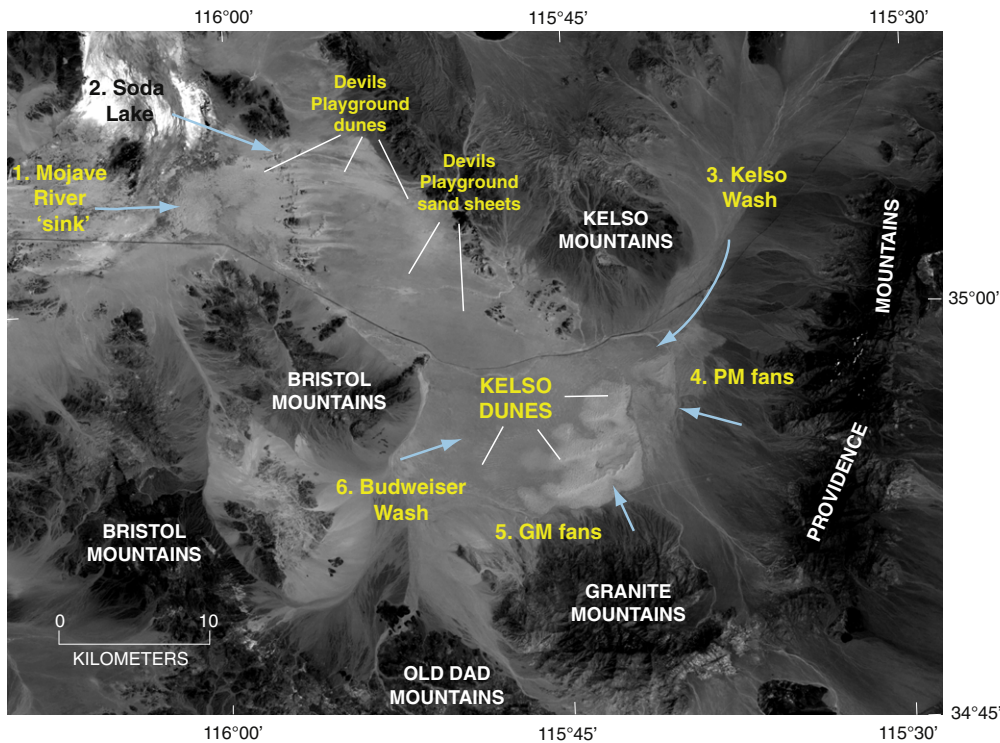 116°00'
115°45'
115°30'
2. Soda
Lake
Devils
Playground
dunes
1. Mojave
River
‘sink’
Devils
Playground
sand sheets
3. Kelso
Wash
KELSO
MOUNTAINS
MOUNTAINS
35°00'
BRISTOL
MOUNTAINS
KELSO
DUNES
4. PM fans
6. Budweiser
Wash
5. GM fans
PROVIDENCE
BRISTOL
MOUNTAINS
GRANITE
MOUNTAINS
0 10
KILOMETERS
OLD DAD
MOUNTAINS
34°45'
116°00'
115°45'
115°30'